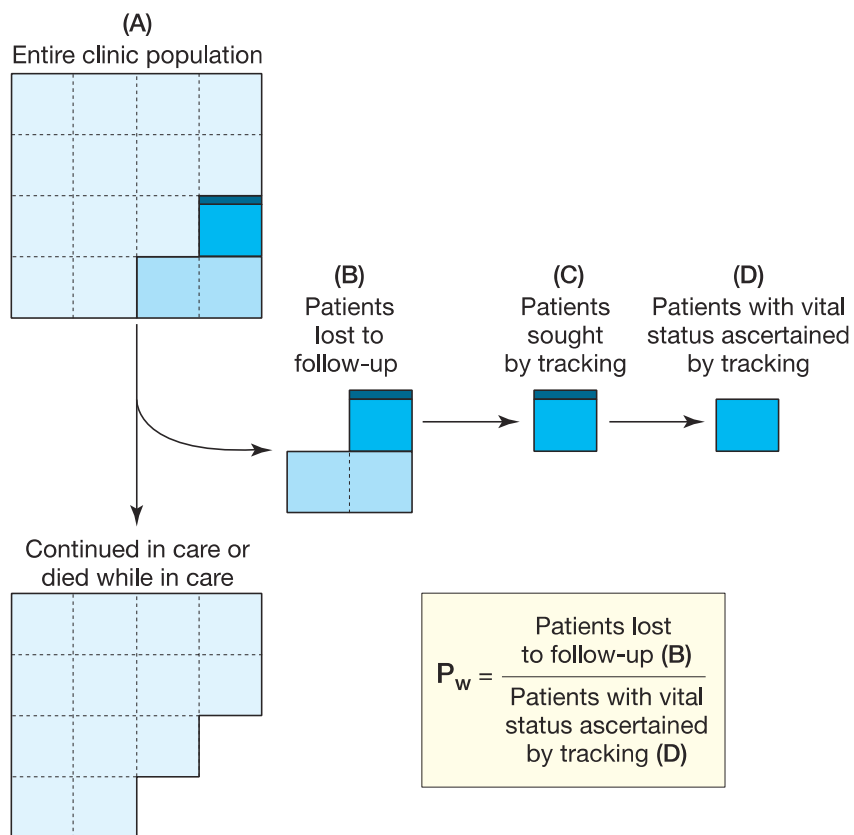 (A)
Entire clinic population
(B)
Patients
lost to
follow-up
(C)
Patients
sought
by tracking
(D)
Patients with vital
status ascertained
by tracking
Continued in care or
died while in care
Pw =
Patients lost
to follow-up (B)
Patients with vital
status ascertained
by tracking (D)